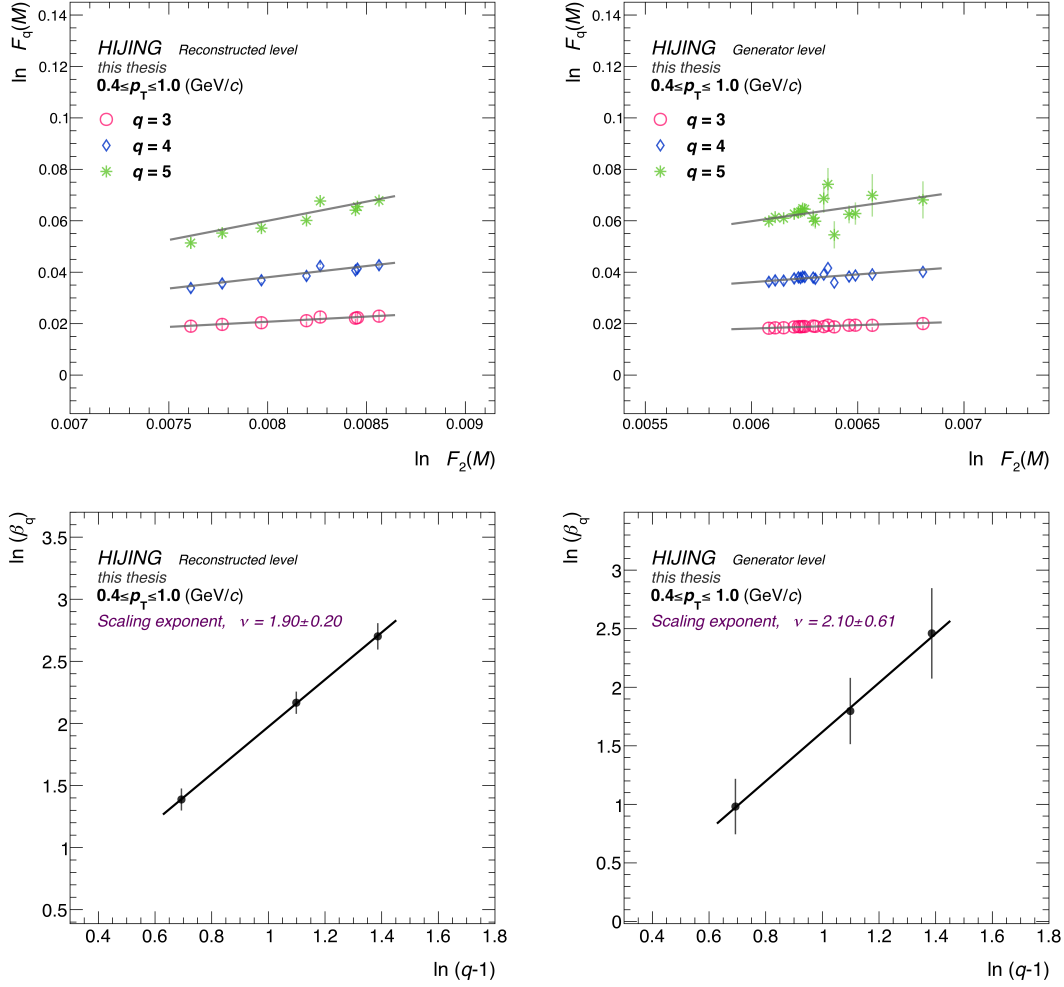 ln F_q(M)
0.14
0.12
0.1
0.08
0.06
0.04
0.02
0
HIJING Reconstructed level
this thesis
0.4≤p_T≤1.0 (GeV/c)
q = 3
q = 4
q = 5
0.007 0.0075 0.008 0.0085 0.009
ln F_2(M)
ln F_q(M)
0.14
0.12
0.1
0.08
0.06
0.04
0.02
0
HIJING Generator level
this thesis
0.4≤p_T≤ 1.0 (GeV/c)
q = 3
q = 4
q = 5
0.0055 0.006 0.0065 0.007
ln F_2(M)
ln (β_q)
3.5
3
2.5
2
1.5
1
0.5
HIJING Reconstructed level
this thesis
0.4≤p_T≤1.0 (GeV/c)
Scaling exponent, ν = 1.90±0.20
0.4 0.6 0.8 1 1.2 1.4 1.6 1.8
ln (q-1)
ln (β_q)
3
2.5
2
1.5
1
0.5
0
HIJING Generator level
this thesis
0.4≤p_T≤ 1.0 (GeV/c)
Scaling exponent, ν = 2.10±0.61
0.4 0.6 0.8 1 1.2 1.4 1.6 1.8
ln (q-1)